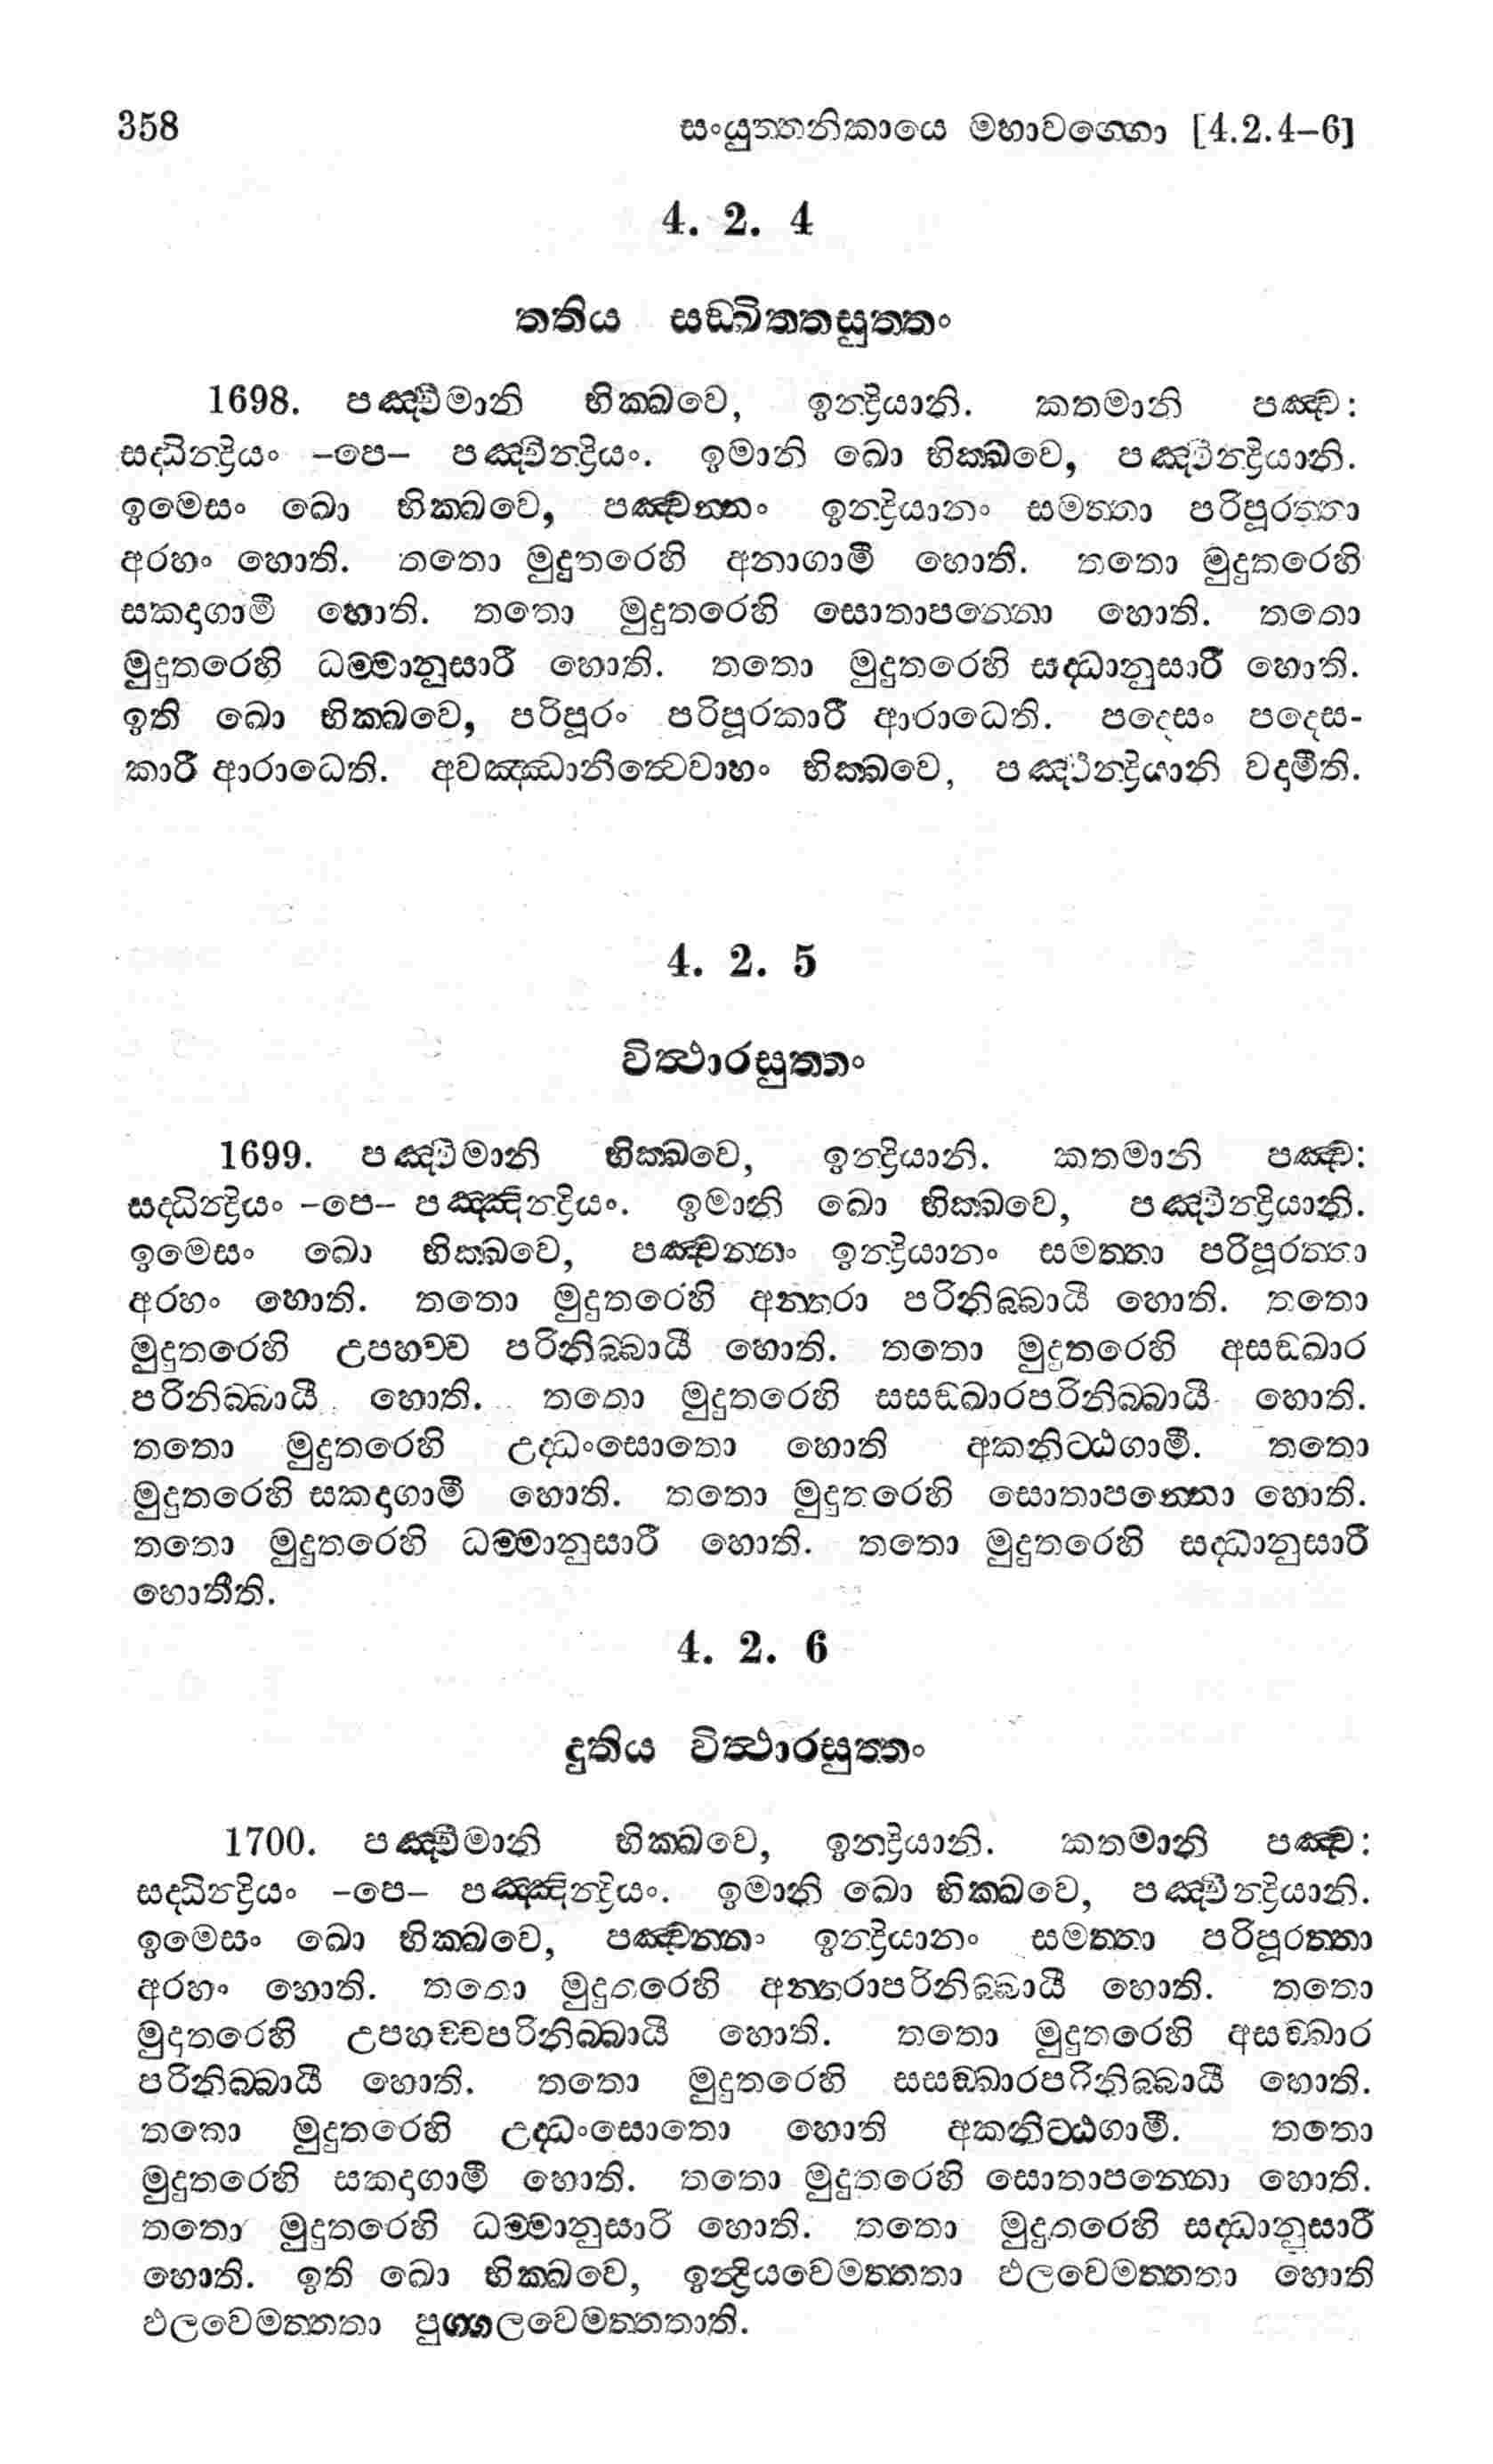 358 සංයුත්තනිකායෙ මහාවග්ගො [4.2.4–6]
4. 2. 4
තතිය සඞ්ඛිත්තසුත්තං
1698. පඤ්චිමානි භික්ඛවෙ, ඉන්ද්‍රියානි. කතමානි පඤ්ච:
සද්ධින්ද්‍රියං –පෙ– පඤ්චින්ද්‍රියං. ඉමානි ඛො භික්ඛවෙ, පඤ්චින්ද්‍රියානි.
ඉමෙසං ඛො භික්ඛවෙ, පඤ්චන්නං ඉන්ද්‍රියානං සමත්තා පරිපූරත්තා
අරහං හොති. තතො මුදුතරෙහි අනාගාමී හොති. තතො මුදුකරෙහි
සකදාගාමී හොති. තතො මුදුතරෙහි සොතාපන්නො හොති. තතො
මුදුතරෙහි ධම්මානුසාරී හොති. තතො මුදුතරෙහි සද්ධානුසාරී හොති.
ඉති ඛො භික්ඛවෙ, පරිපූරං පරිපූරකාරී ආරාධෙති. පදෙසං පදෙස-
කාරී ආරාධෙති. අවඤ්ඣානිත්වෙවාහං භික්ඛවෙ, පඤ්චින්ද්‍රියානි වදාමීති.
4. 2. 5
විත්ථාරසුත්තං
1699. පඤ්චිමානි භික්ඛවෙ, ඉන්ද්‍රියානි. කතමානි පඤ්ච:
සද්ධින්ද්‍රියං –පෙ– පඤ්ඤින්ද්‍රියං. ඉමානි ඛො භික්ඛවෙ, පඤ්චින්ද්‍රියානි.
ඉමෙසං ඛො භික්ඛවෙ, පඤ්චන්නං ඉන්ද්‍රියානං සමත්තා පරිපූරත්තා
අරහං හොති. තතො මුදුතරෙහි අන්තරා පරිනිබ්බායී හොති. තතො
මුදුතරෙහි උපහච්ච පරිනිබ්බායී හොති. තතො මුදුතරෙහි අසඞ්ඛාර
පරිනිබ්බායී හොති. තතො මුදුතරෙහි සසඞ්ඛාරපරිනිබ්බායී හොති.
තතො මුදුතරෙහි උද්ධංසොතො හොති අකනිට්ඨගාමී. තතො
මුදුතරෙහි සකදාගාමී හොති. තතො මුදුතරෙහි සොතාපන්නො හොති.
තතො මුදුතරෙහි ධම්මානුසාරී හොති. තතො මුදුතරෙහි සද්ධානුසාරී
හොතීති.
4. 2. 6
දුතිය විත්ථාරසුත්තං
1700. පඤ්චිමානි භික්ඛවෙ, ඉන්ද්‍රියානි. කතමානි පඤ්ච:
සද්ධින්ද්‍රියං –පෙ– පඤ්ඤින්ද්‍රියං. ඉමානි ඛො භික්ඛවෙ, පඤ්චින්ද්‍රියානි.
ඉමෙසං ඛො භික්ඛවෙ, පඤ්චන්නං ඉන්ද්‍රියානං සමත්තා පරිපූරත්තා
අරහං හොති. තතො මුදුතරෙහි අන්තරාපරිනිබ්බායී හොති. තතො
මුදුතරෙහි උපහච්චපරිනිබ්බායී හොති. තතො මුදුතරෙහි අසඞ්ඛාර
පරිනිබ්බායී හොති. තතො මුදුතරෙහි සසඞ්ඛාරපරිනිබ්බායී හොති.
තතො මුදුතරෙහි උද්ධංසොතො හොති අකනිට්ඨගාමී. තතො
මුදුතරෙහි සකදාගාමී හොති. තතො මුදුතරෙහි සොතාපන්නො හොති.
තතො මුදුතරෙහි ධම්මානුසාරි හොති. තතො මුදුතරෙහි සද්ධානුසාරී
හොති. ඉති ඛො භික්ඛවෙ, ඉන්ද්‍රියවෙමත්තතා ඵලවෙමත්තතා හොති
ඵලවෙමත්තතා පුග්ගලවෙමත්තතාති.